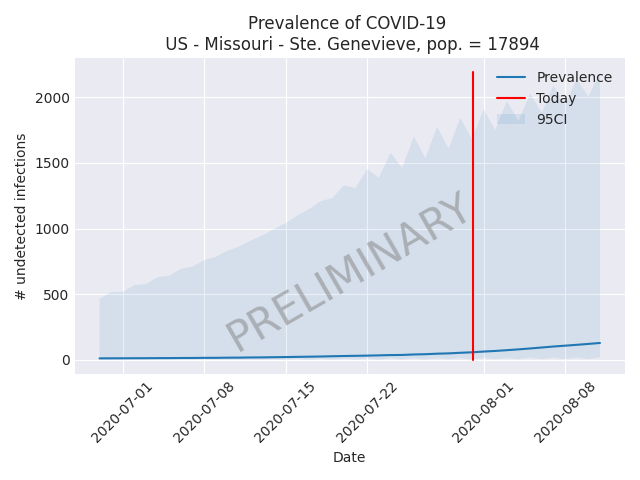 Prevalence of COVID-19
US - Missouri - Ste. Genevieve, pop. = 17894
Prevalence
Today
95CI
2000
1500
1000
500
0
# undetected infections
PRELIMINARY
2020-07-01
2020-07-08
2020-07-15
2020-07-22
2020-08-01
2020-08-08
Date